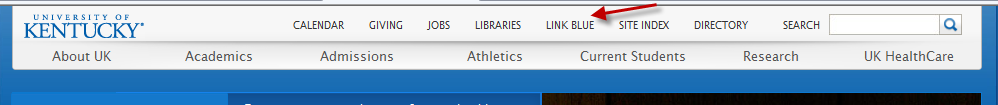 UNIVERSITY OF
KENTUCKY
CALENDAR GIVING JOBS LIBRARIES LINK BLUE SITE INDEX DIRECTORY SEARCH
About UK Academics Admissions Athletics Current Students Research UK HealthCare